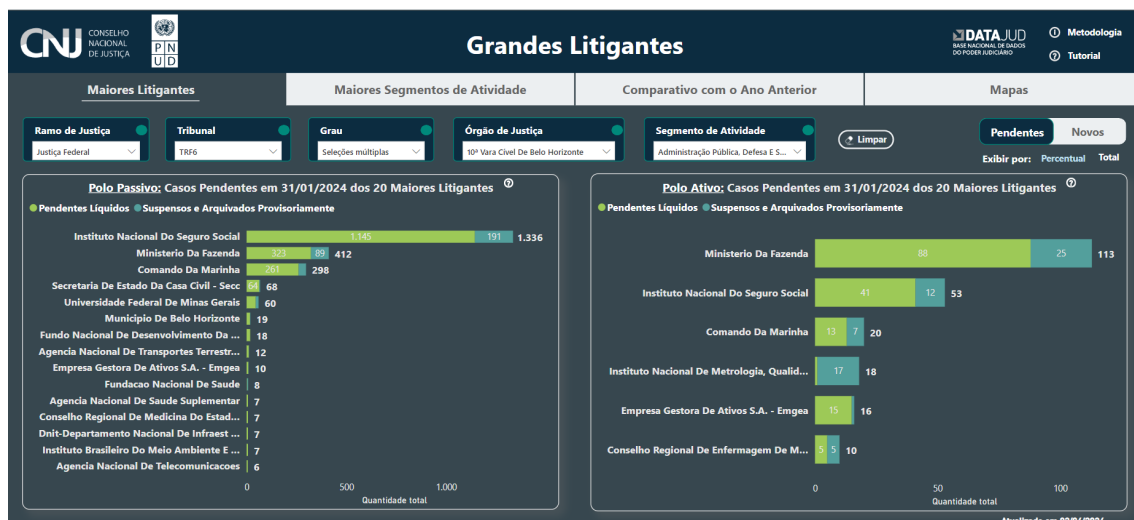 CNJ CONSELHO NACIONAL DE JUSTIÇA
PNUD
Grandes Litigantes
DATAJUD
BASE NACIONAL DE DADOS DO PODER JUDICIÁRIO
Metodologia
Tutorial
Maiores Litigantes
Maiores Segmentos de Atividade
Comparativo com o Ano Anterior
Mapas
Ramo de Justiça
Justiça Federal
Tribunal
TRF6
Grau
Seleções múltiplas
Órgão de Justiça
10ª Vara Cível De Belo Horizonte
Segmento de Atividade
Administração Pública, Defesa E S...
Limpar
Pendentes Novos
Exibir por: Percentual Total
Polo Passivo: Casos Pendentes em 31/01/2024 dos 20 Maiores Litigantes
Pendentes Líquidos Suspensos e Arquivados Provisoriamente
Instituto Nacional Do Seguro Social 1.145 191 1.336
Ministerio Da Fazenda 323 89 412
Comando Da Marinha 261 298
Secretaria De Estado Da Casa Civil - Secc 64 68
Universidade Federal De Minas Gerais 60
Municipio De Belo Horizonte 19
Fundo Nacional De Desenvolvimento Da ... 18
Agencia Nacional De Transportes Terrestr... 12
Empresa Gestora De Ativos S.A. - Emgea 10
Fundacao Nacional De Saude 8
Agencia Nacional De Saude Suplementar 7
Conselho Regional De Medicina Do Estad... 7
Dnit-Departamento Nacional De Infraest ... 7
Instituto Brasileiro Do Meio Ambiente E ... 7
Agencia Nacional De Telecomunicacoes 6
0 500 1.000
Quantidade total
Polo Ativo: Casos Pendentes em 31/01/2024 dos 20 Maiores Litigantes
Pendentes Líquidos Suspensos e Arquivados Provisoriamente
Ministerio Da Fazenda 88 25 113
Instituto Nacional Do Seguro Social 41 12 53
Comando Da Marinha 13 7 20
Instituto Nacional De Metrologia, Qualid... 17 18
Empresa Gestora De Ativos S.A. - Emgea 15 16
Conselho Regional De Enfermagem De M... 5 5 10
0 50 100
Quantidade total